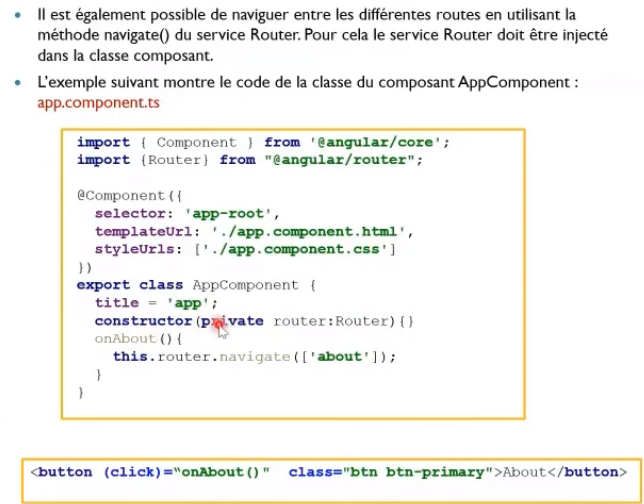 • Il est également possible de naviguer entre les différentes routes en utilisant la
méthode navigate() du service Router. Pour cela le service Router doit être injecté
dans la classe composant.
• L'exemple suivant montre le code de la classe du composant AppComponent :
app.component.ts
import { Component } from '@angular/core';
import {Router} from "@angular/router";
@Component({
selector: 'app-root',
templateUrl: './app.component.html',
styleUrls: ['./app.component.css']
})
export class AppComponent {
title = 'app';
constructor(private router:Router){}
onAbout(){
this.router.navigate(['about']);
}
}
<button (click)=“onAbout()" class="btn btn-primary">About</button>